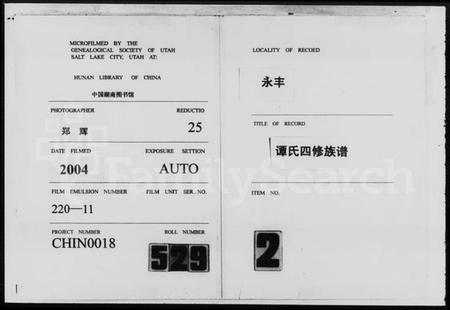 MICROFILMED BY THE
GENEALOGICAL SOCIETY OF UTAH
SALT LAKE CITY, UTAH AT:
HUNAN LIBRARY OF CHINA
中国湖南图书馆
PHOTOGRAPHER REDUCTIO
郑辉 25
DATE FILMED EXPOSURE SETTION
2004 AUTO
FILM EMULSION NUMBER FILM UNIT SER. NO.
220—11
PROJECT NUMBER ROLL NUMBER
CHIN0018 529
LOCALITY OF RECOED
永丰
TITLE OF RECORD
谭氏四修族谱
ITEM NO.
2
FamilySearch